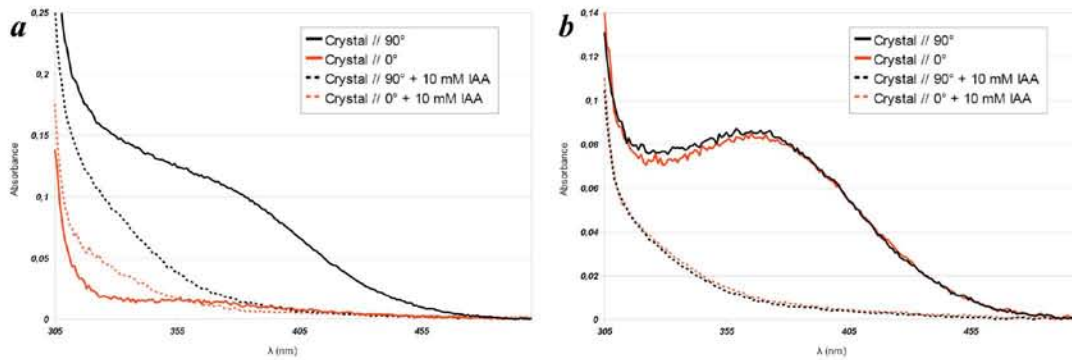 a
0,25
0,2
0,15
0,1
0,05
0
Absorbance
305
355
405
455
λ (nm)
Crystal // 90°
Crystal // 0°
Crystal // 90° + 10 mM IAA
Crystal // 0° + 10 mM IAA
b
0,14
0,12
0,1
0,08
0,06
0,04
0,02
0
Absorbance
305
355
405
455
λ (nm)
Crystal // 90°
Crystal // 0°
Crystal // 90° + 10 mM IAA
Crystal // 0° + 10 mM IAA